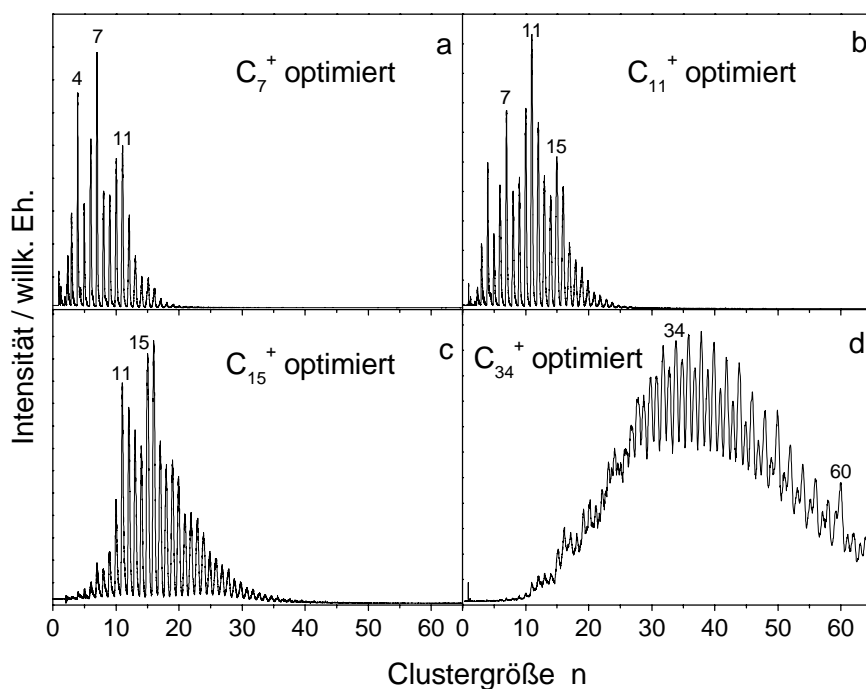 a
7
4
11
C₇⁺ optimiert
b
11
7
15
C₁₁⁺ optimiert
c
15
11
C₁₅⁺ optimiert
d
34
60
C₃₄⁺ optimiert
Intensität / willk. Eh.
0 10 20 30 40 50 60
0 10 20 30 40 50 60
Clustergröße n